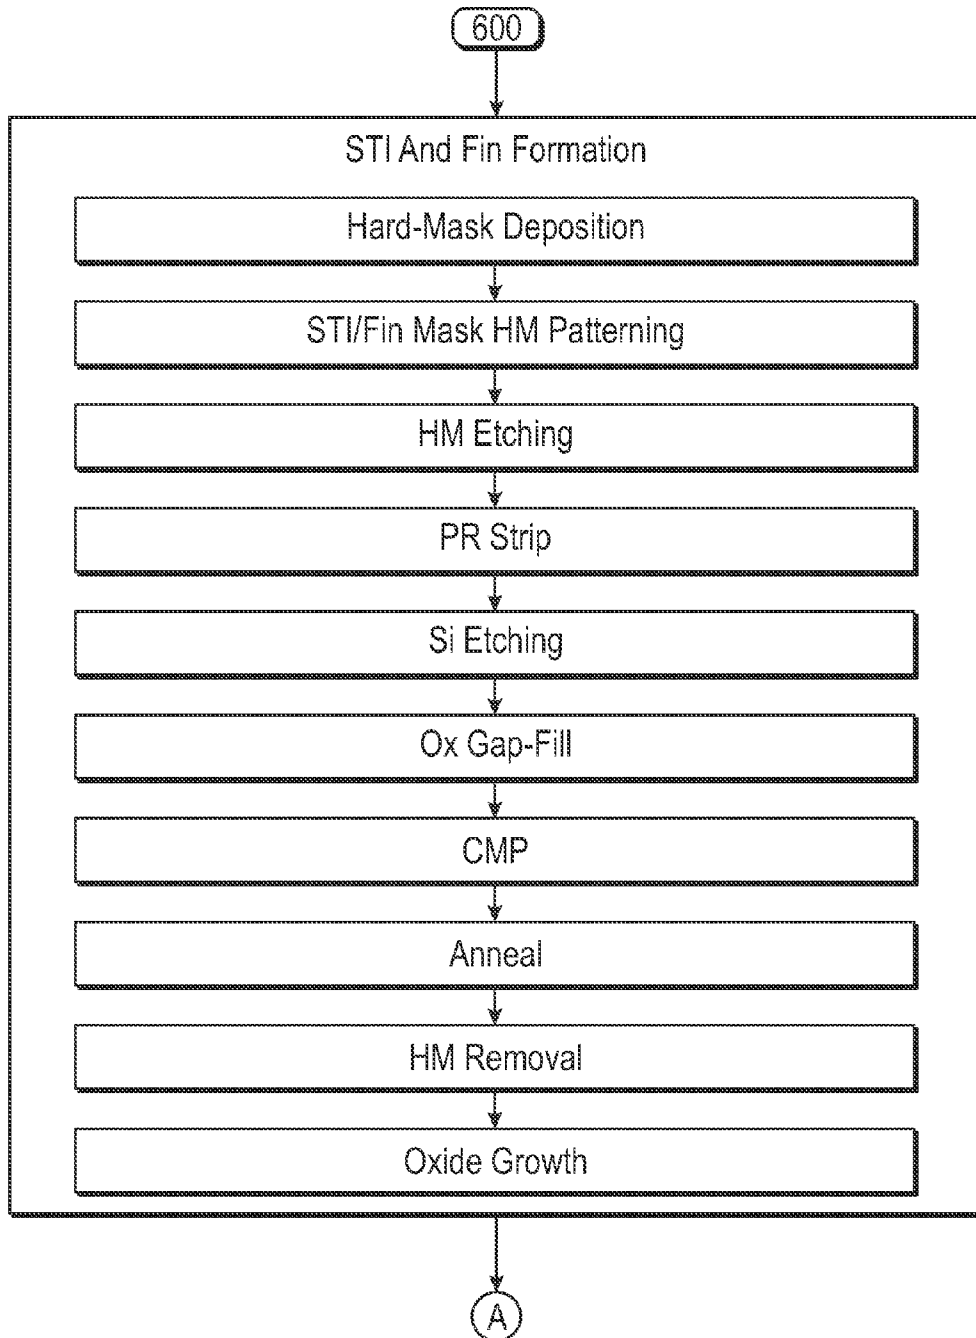 600
STI And Fin Formation
Hard-Mask Deposition
STI/Fin Mask HM Patterning
HM Etching
PR Strip
Si Etching
Ox Gap-Fill
CMP
Anneal
HM Removal
Oxide Growth
A